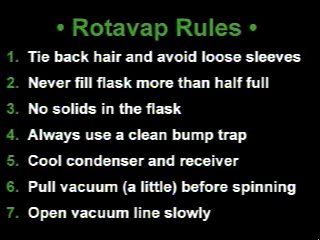 • Rotavap Rules •
1. Tie back hair and avoid loose sleeves
2. Never fill flask more than half full
3. No solids in the flask
4. Always use a clean bump trap
5. Cool condenser and receiver
6. Pull vacuum (a little) before spinning
7. Open vacuum line slowly